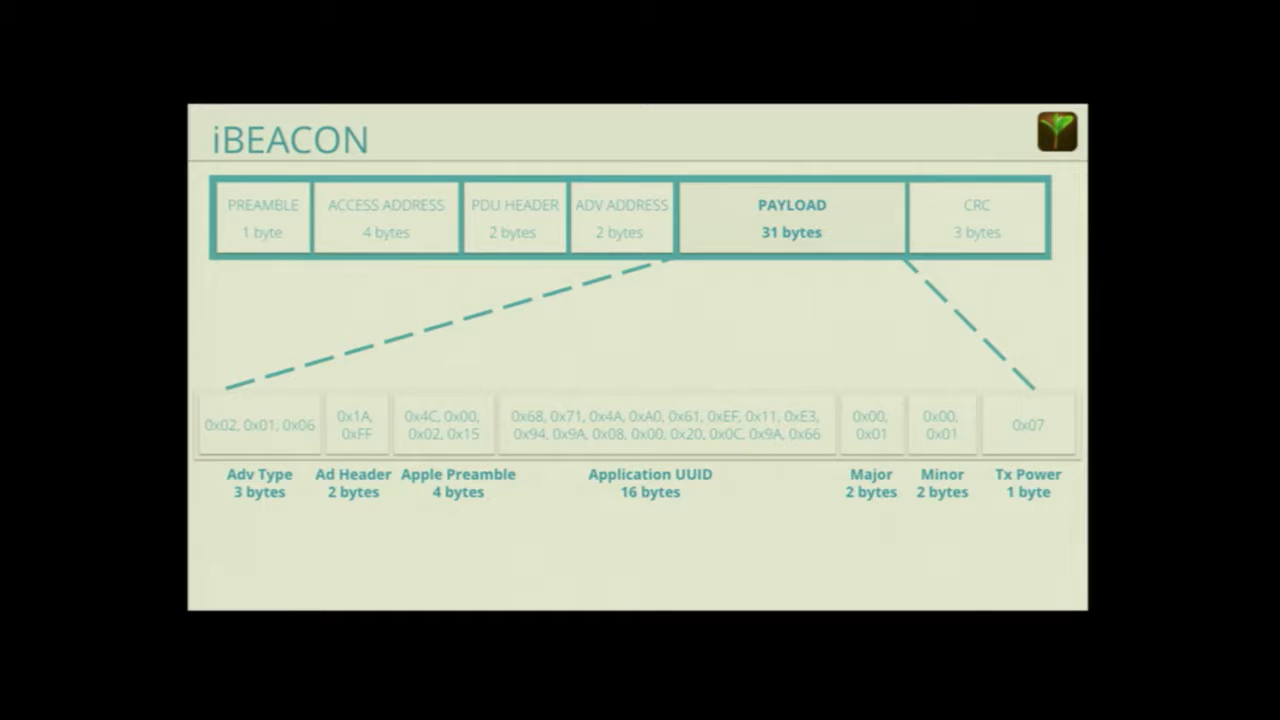 iBEACON
PREAMBLE
1 byte
ACCESS ADDRESS
4 bytes
PDU HEADER
2 bytes
ADV ADDRESS
2 bytes
PAYLOAD
31 bytes
CRC
3 bytes
0x02, 0x01, 0x06
0x1A,
0xFF
0x4C, 0x00,
0x02, 0x15
0x68, 0x71, 0x4A, 0xA0, 0x61, 0xEF, 0x11, 0xE3,
0x94, 0x9A, 0x08, 0x00, 0x20, 0x0C, 0x9A, 0x66
0x00,
0x01
0x00,
0x01
0x07
Adv Type
3 bytes
Ad Header
2 bytes
Apple Preamble
4 bytes
Application UUID
16 bytes
Major
2 bytes
Minor
2 bytes
Tx Power
1 byte